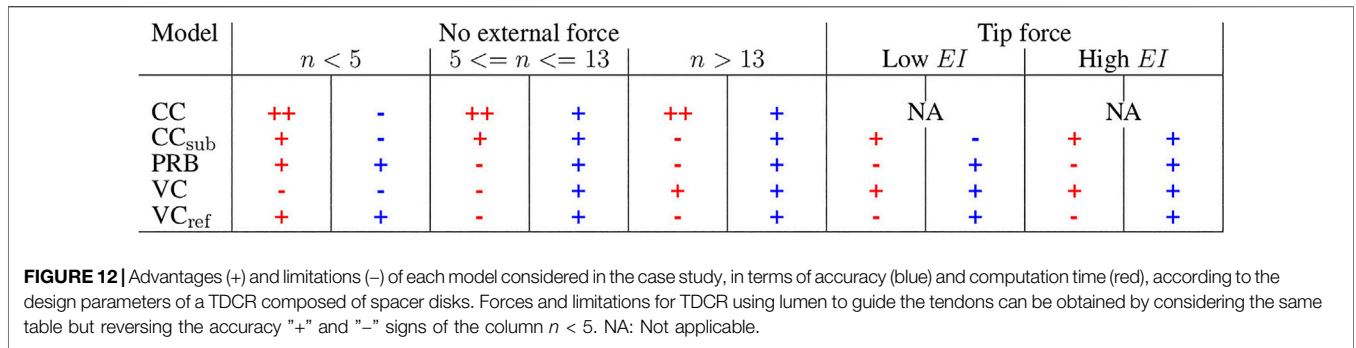 Model No external force Tip force
n < 5 5 <= n <= 13 n > 13 Low EI High EI
CC ++ - ++ + ++ + NA NA
CCsub + - + + - + + - + +
PRB + + - + - + - + - +
VC - - - + + + + + + +
VCref + + - + - + - + - +
FIGURE 12 | Advantages (+) and limitations (−) of each model considered in the case study, in terms of accuracy (blue) and computation time (red), according to the
design parameters of a TDCR composed of spacer disks. Forces and limitations for TDCR using lumen to guide the tendons can be obtained by considering the same
table but reversing the accuracy "+" and "−" signs of the column n < 5. NA: Not applicable.